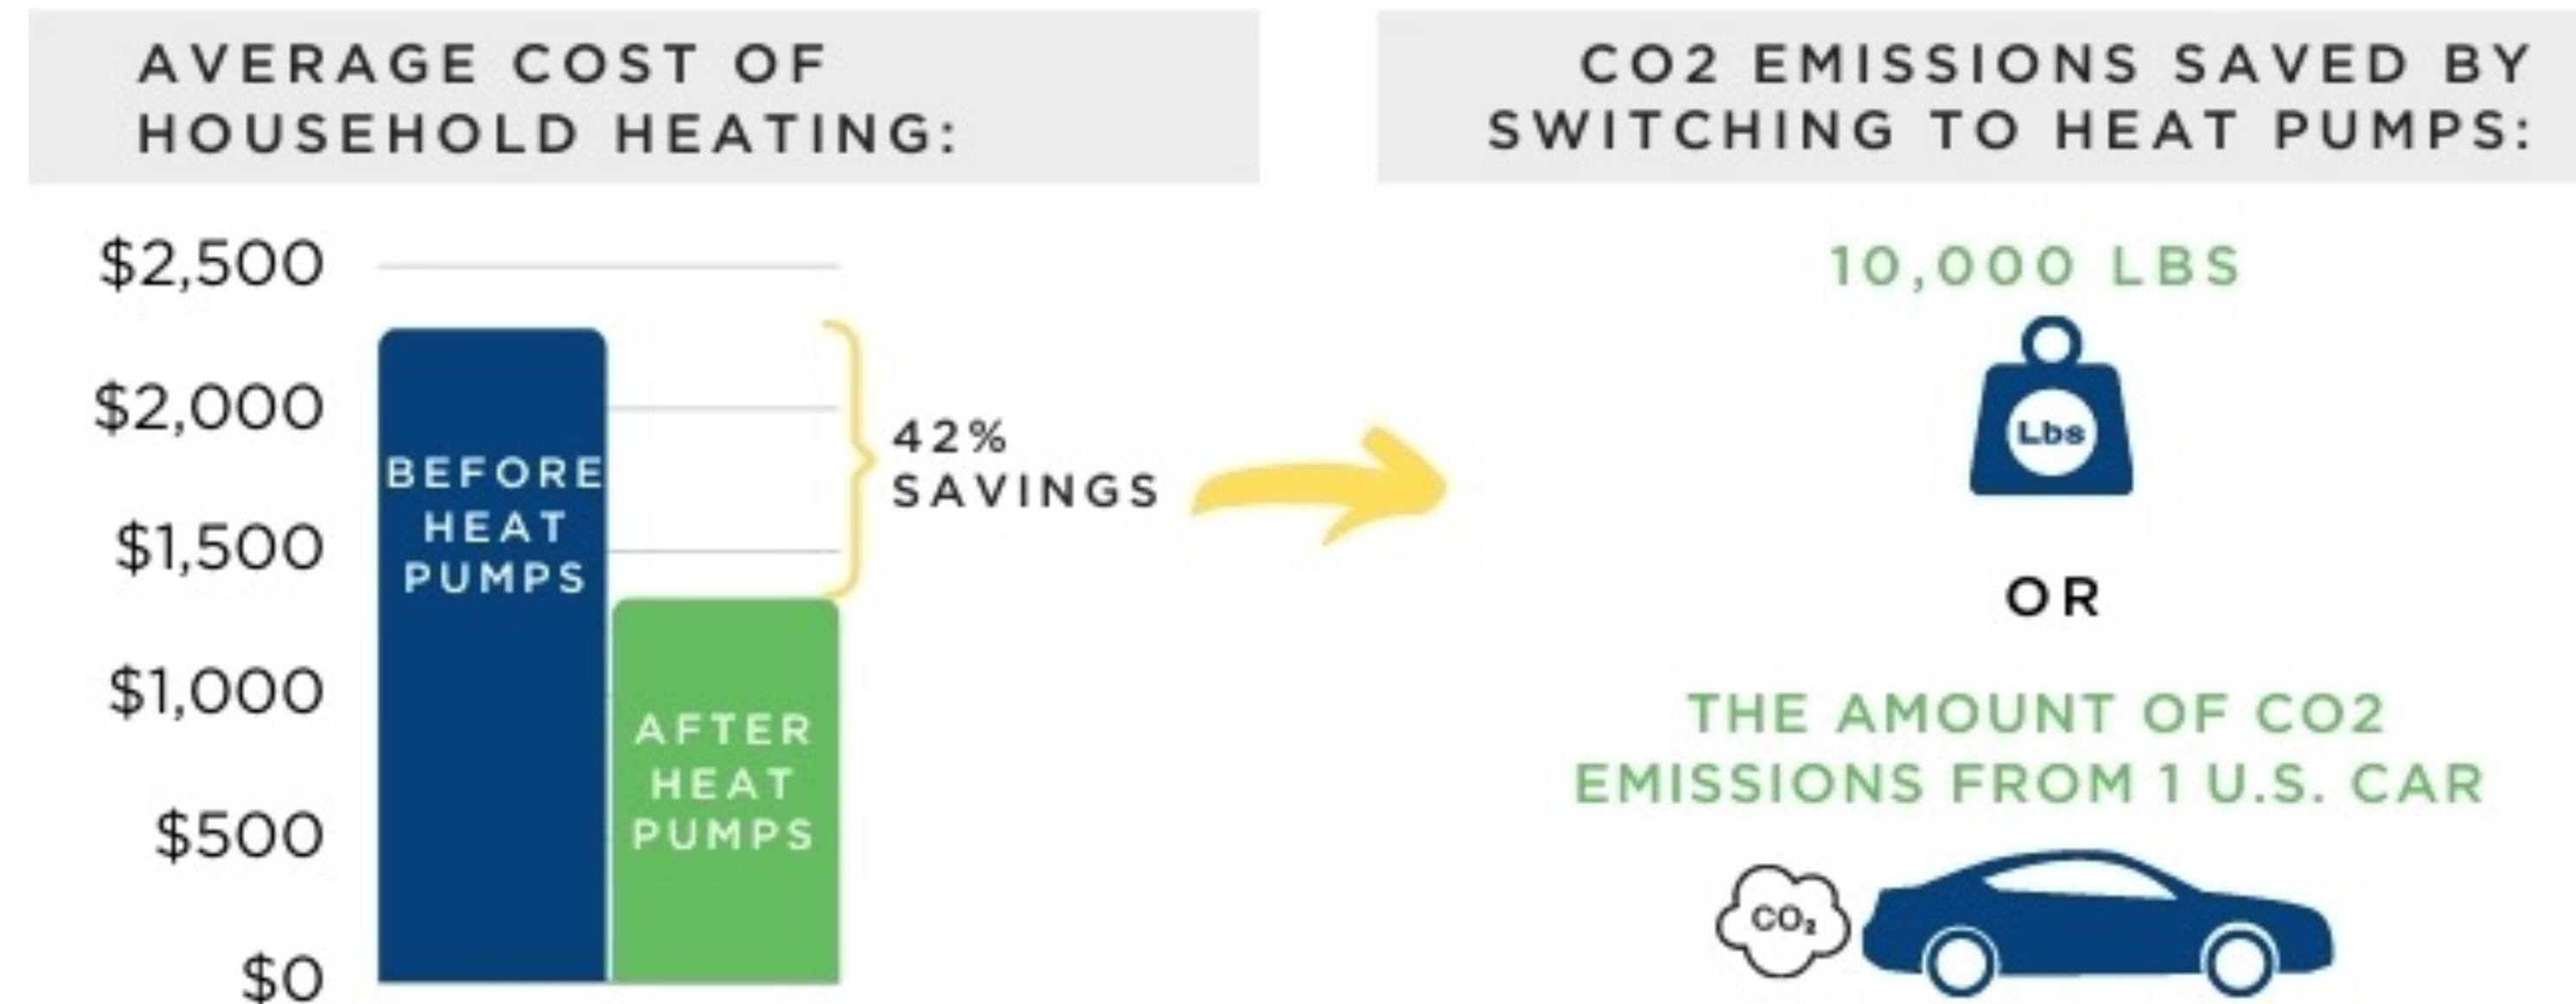 AVERAGE COST OF
HOUSEHOLD HEATING:
$2,500
$2,000
$1,500
$1,000
$500
$0
BEFORE
HEAT
PUMPS
AFTER
HEAT
PUMPS
42%
SAVINGS
CO2 EMISSIONS SAVED BY
SWITCHING TO HEAT PUMPS:
10,000 LBS
Lbs
OR
THE AMOUNT OF CO2
EMISSIONS FROM 1 U.S. CAR
CO₂